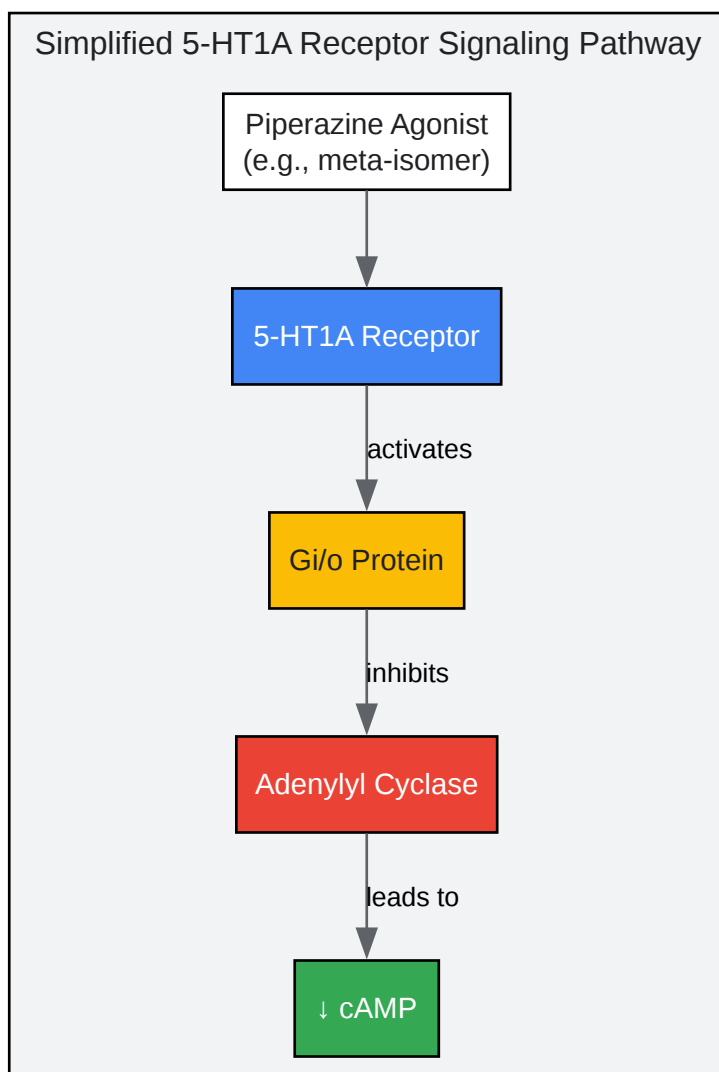 Simplified 5-HT1A Receptor Signaling Pathway
Piperazine Agonist
(e.g., meta-isomer)
5-HT1A Receptor
activates
Gi/o Protein
inhibits
Adenylyl Cyclase
leads to
↓ cAMP